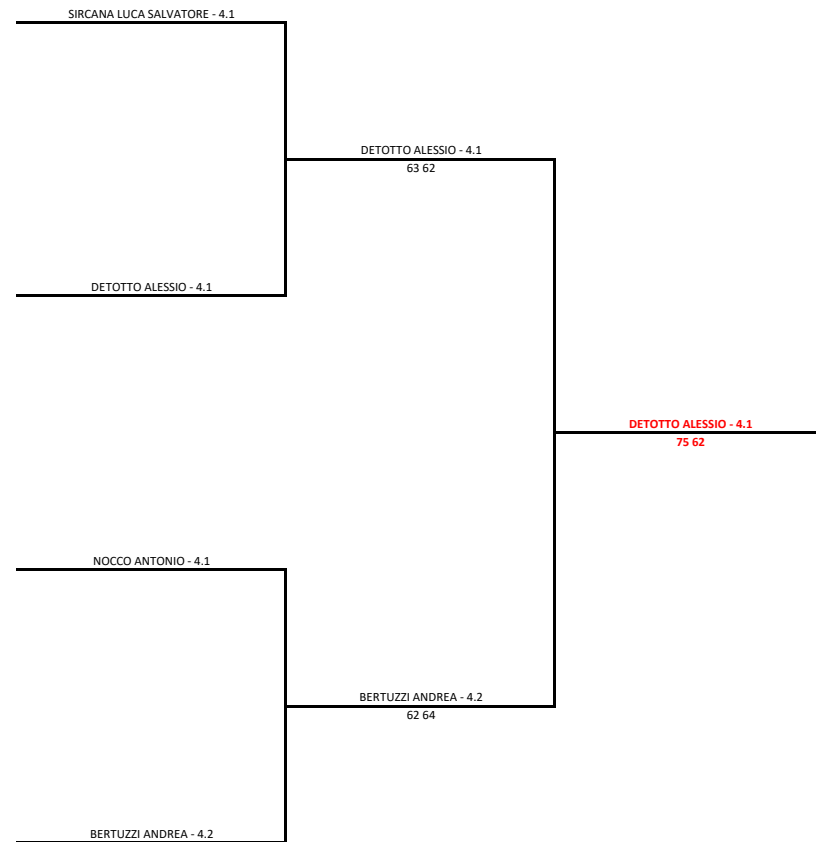 SIRCANA LUCA SALVATORE - 4.1
DETOTTO ALESSIO - 4.1
63 62
DETOTTO ALESSIO - 4.1
DETOTTO ALESSIO - 4.1
75 62
NOCCO ANTONIO - 4.1
BERTUZZI ANDREA - 4.2
62 64
BERTUZZI ANDREA - 4.2